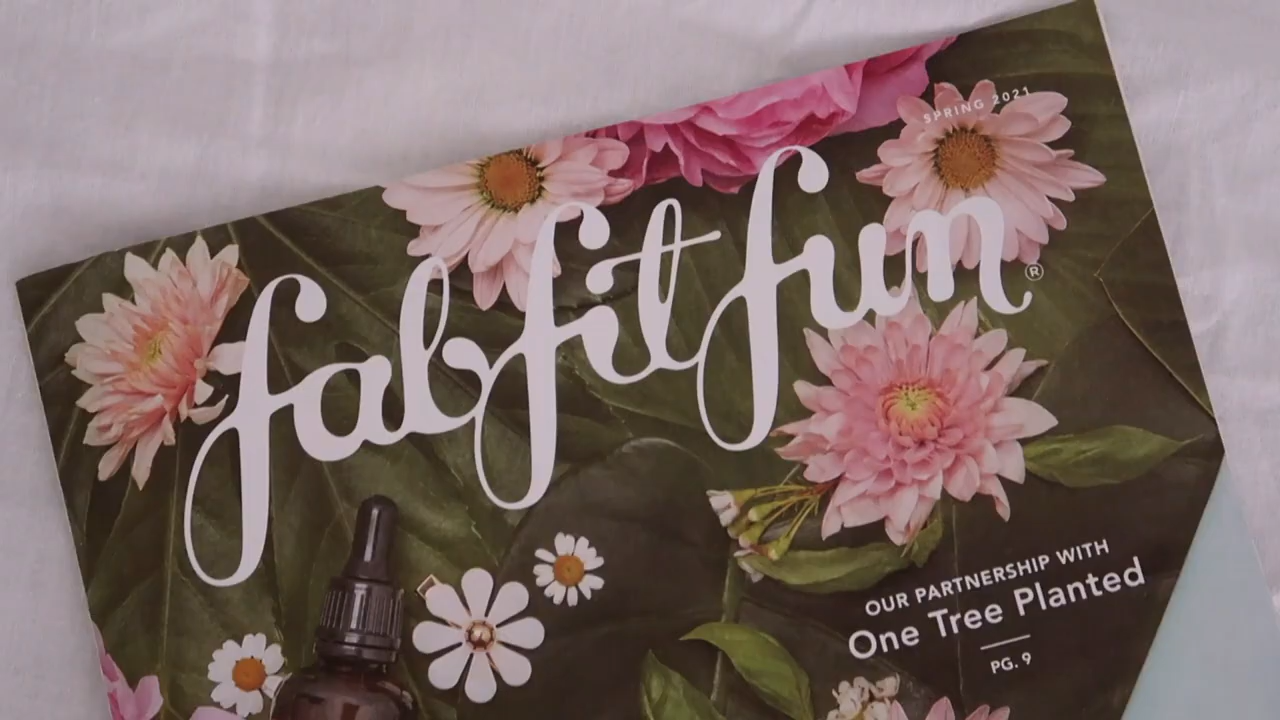 SPRING 2021
fabfitfun®
OUR PARTNERSHIP WITH
One Tree Planted
PG. 9